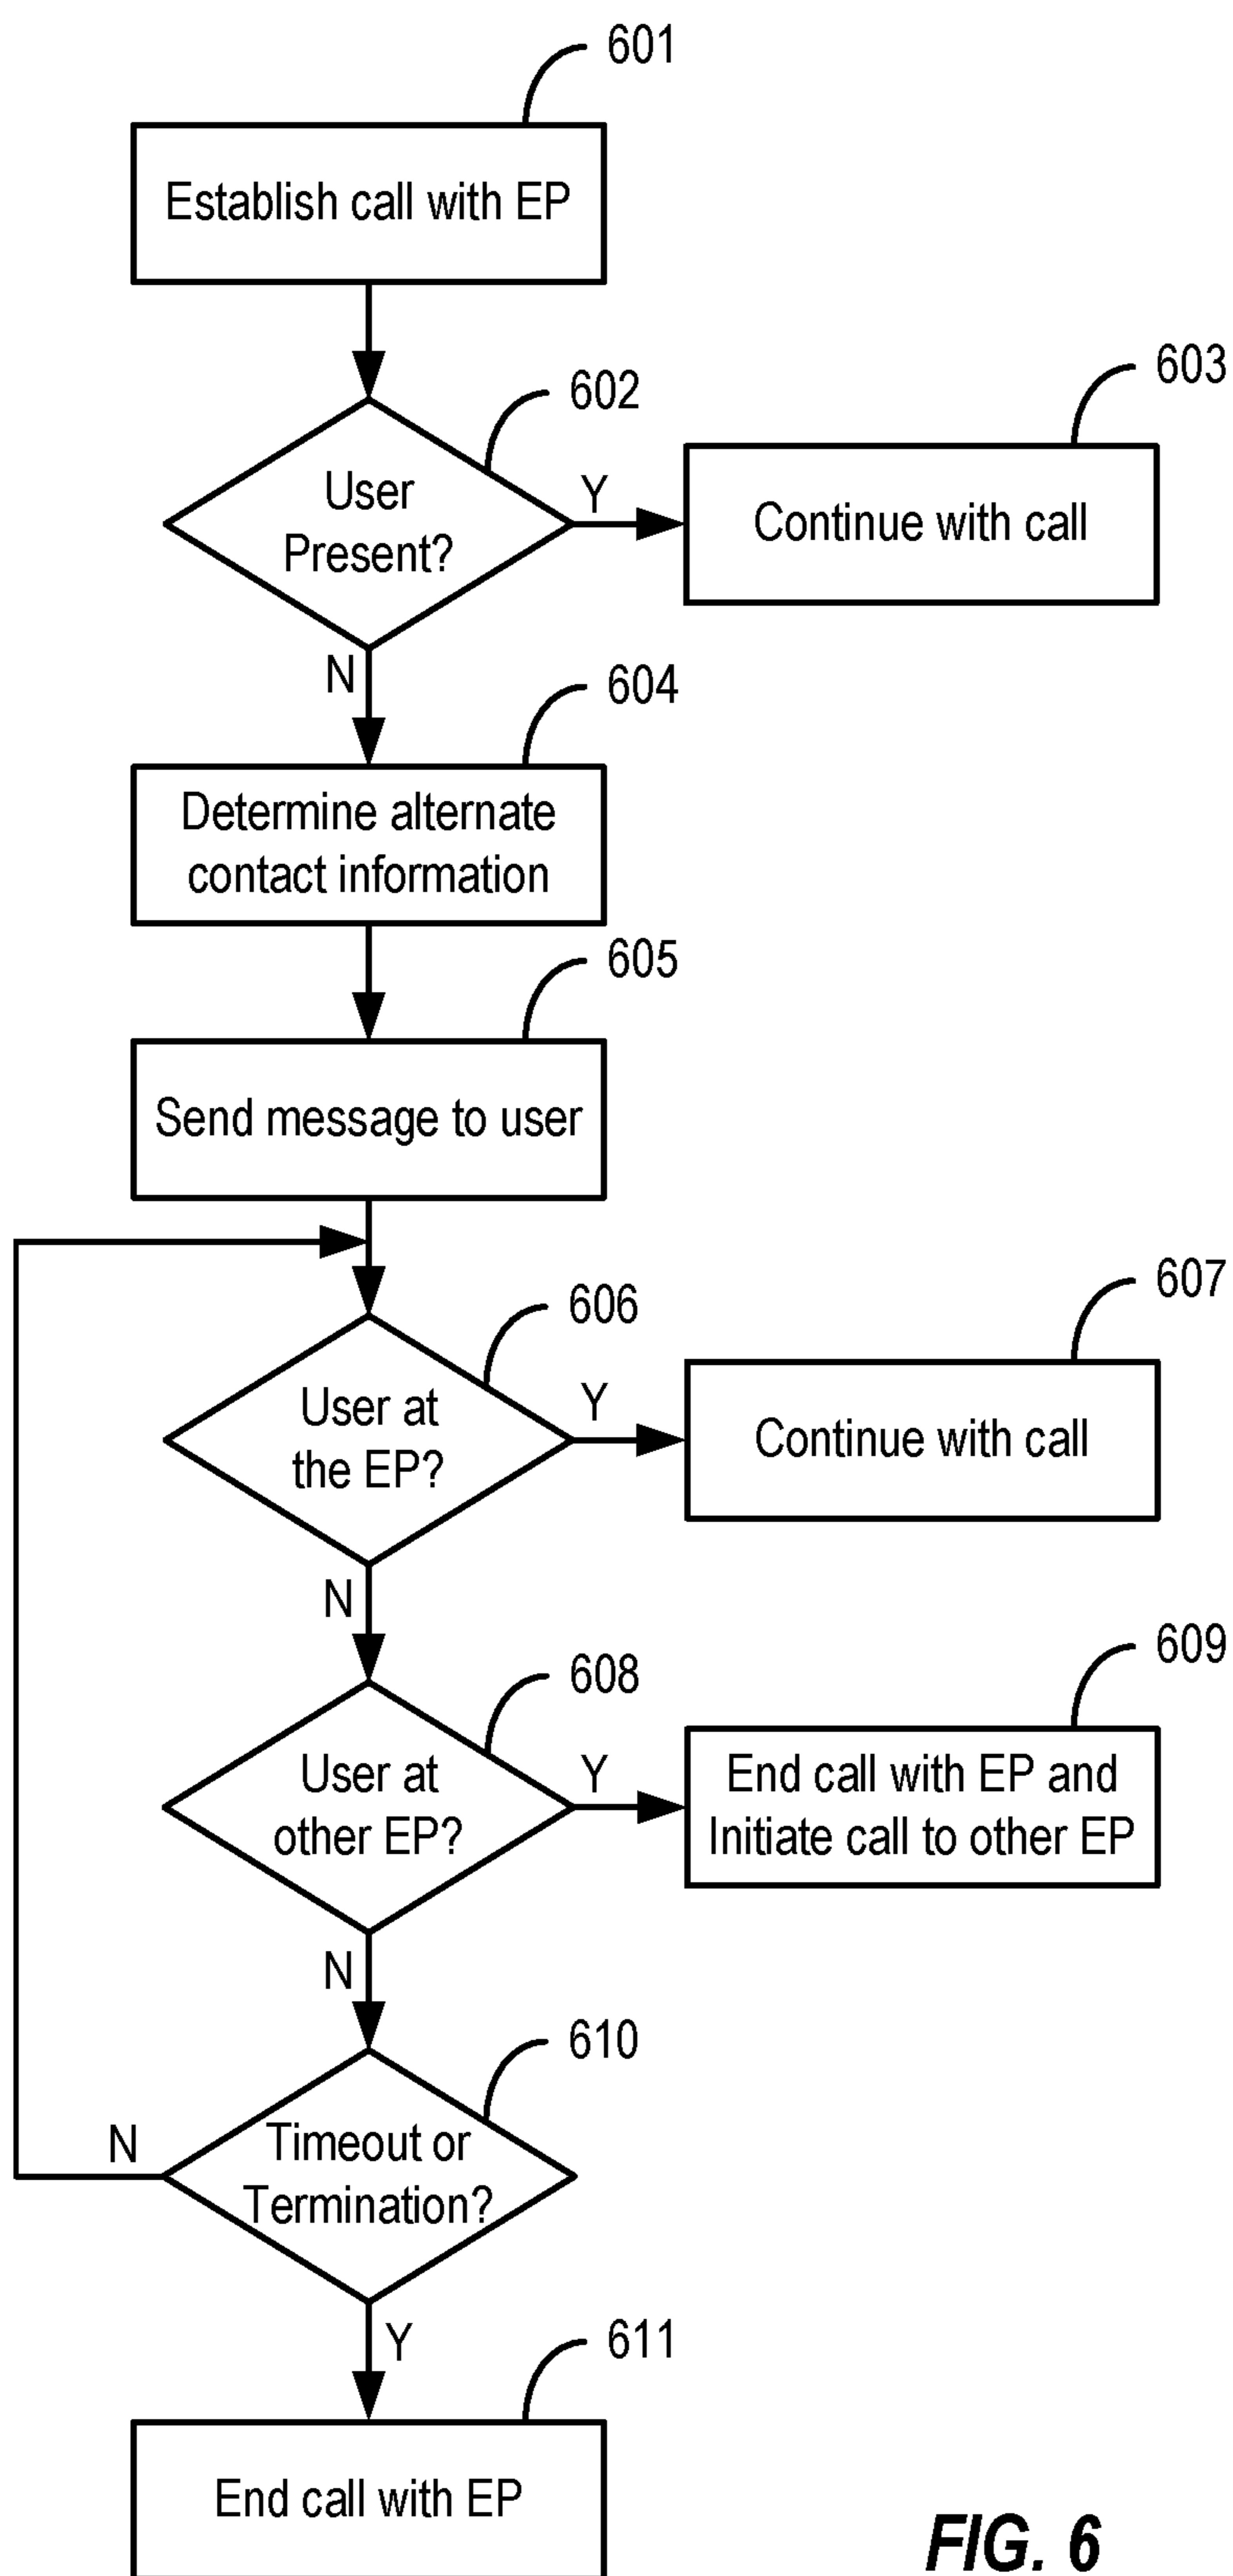 601
Establish call with EP
602
603
User
Present?
Y
Continue with call
N
604
Determine alternate
contact information
605
Send message to user
606
607
User at
the EP?
Y
Continue with call
N
608
609
User at
other EP?
Y
End call with EP and
Initiate call to other EP
N
610
N
Timeout or
Termination?
Y
611
End call with EP
FIG. 6